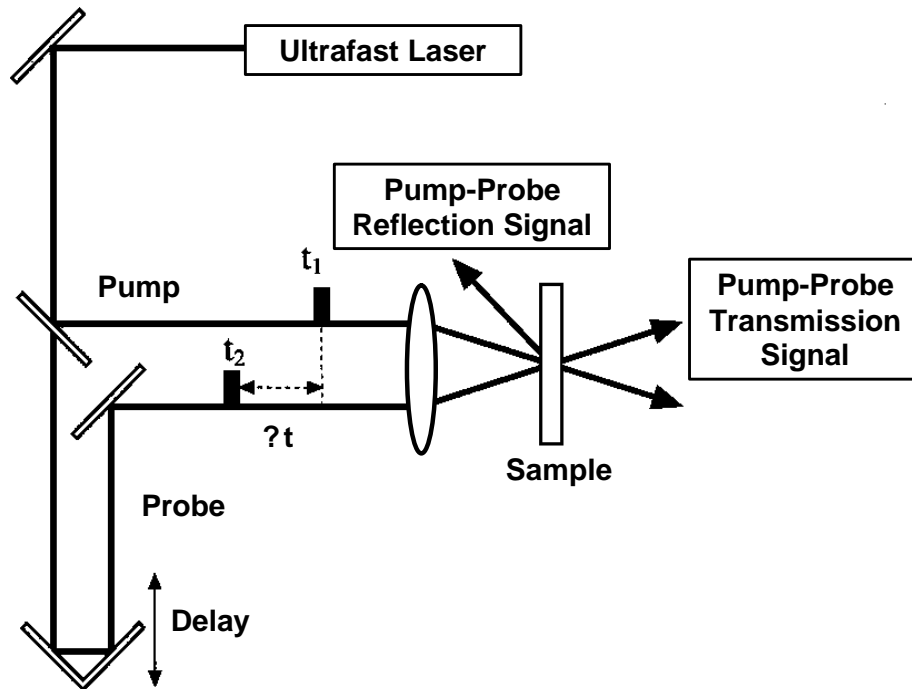 Ultrafast Laser
Pump-Probe
Reflection Signal
Pump-Probe
Transmission
Signal
Pump
t₁
t₂
?t
Sample
Probe
Delay